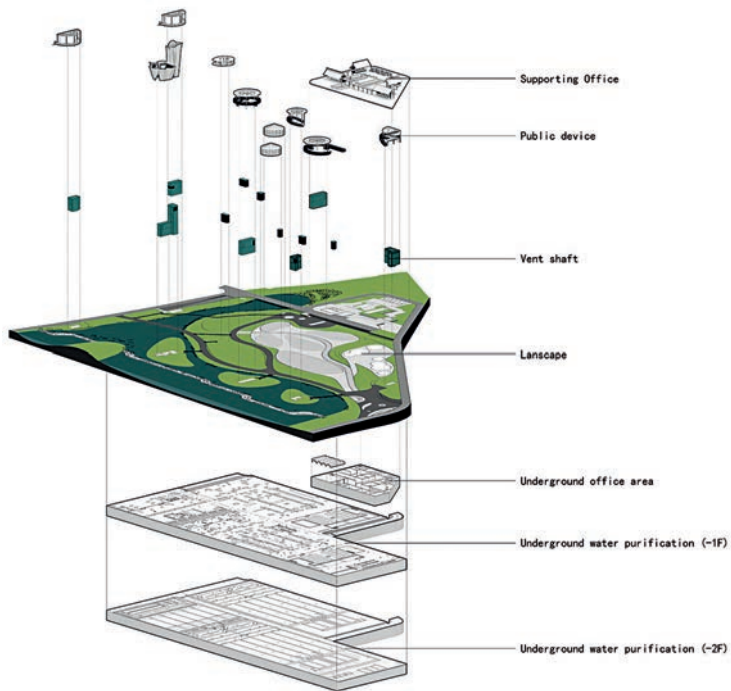 Supporting Office
Public device
Vent shaft
Lanscape
Underground office area
Underground water purification (-1F)
Underground water purification (-2F)